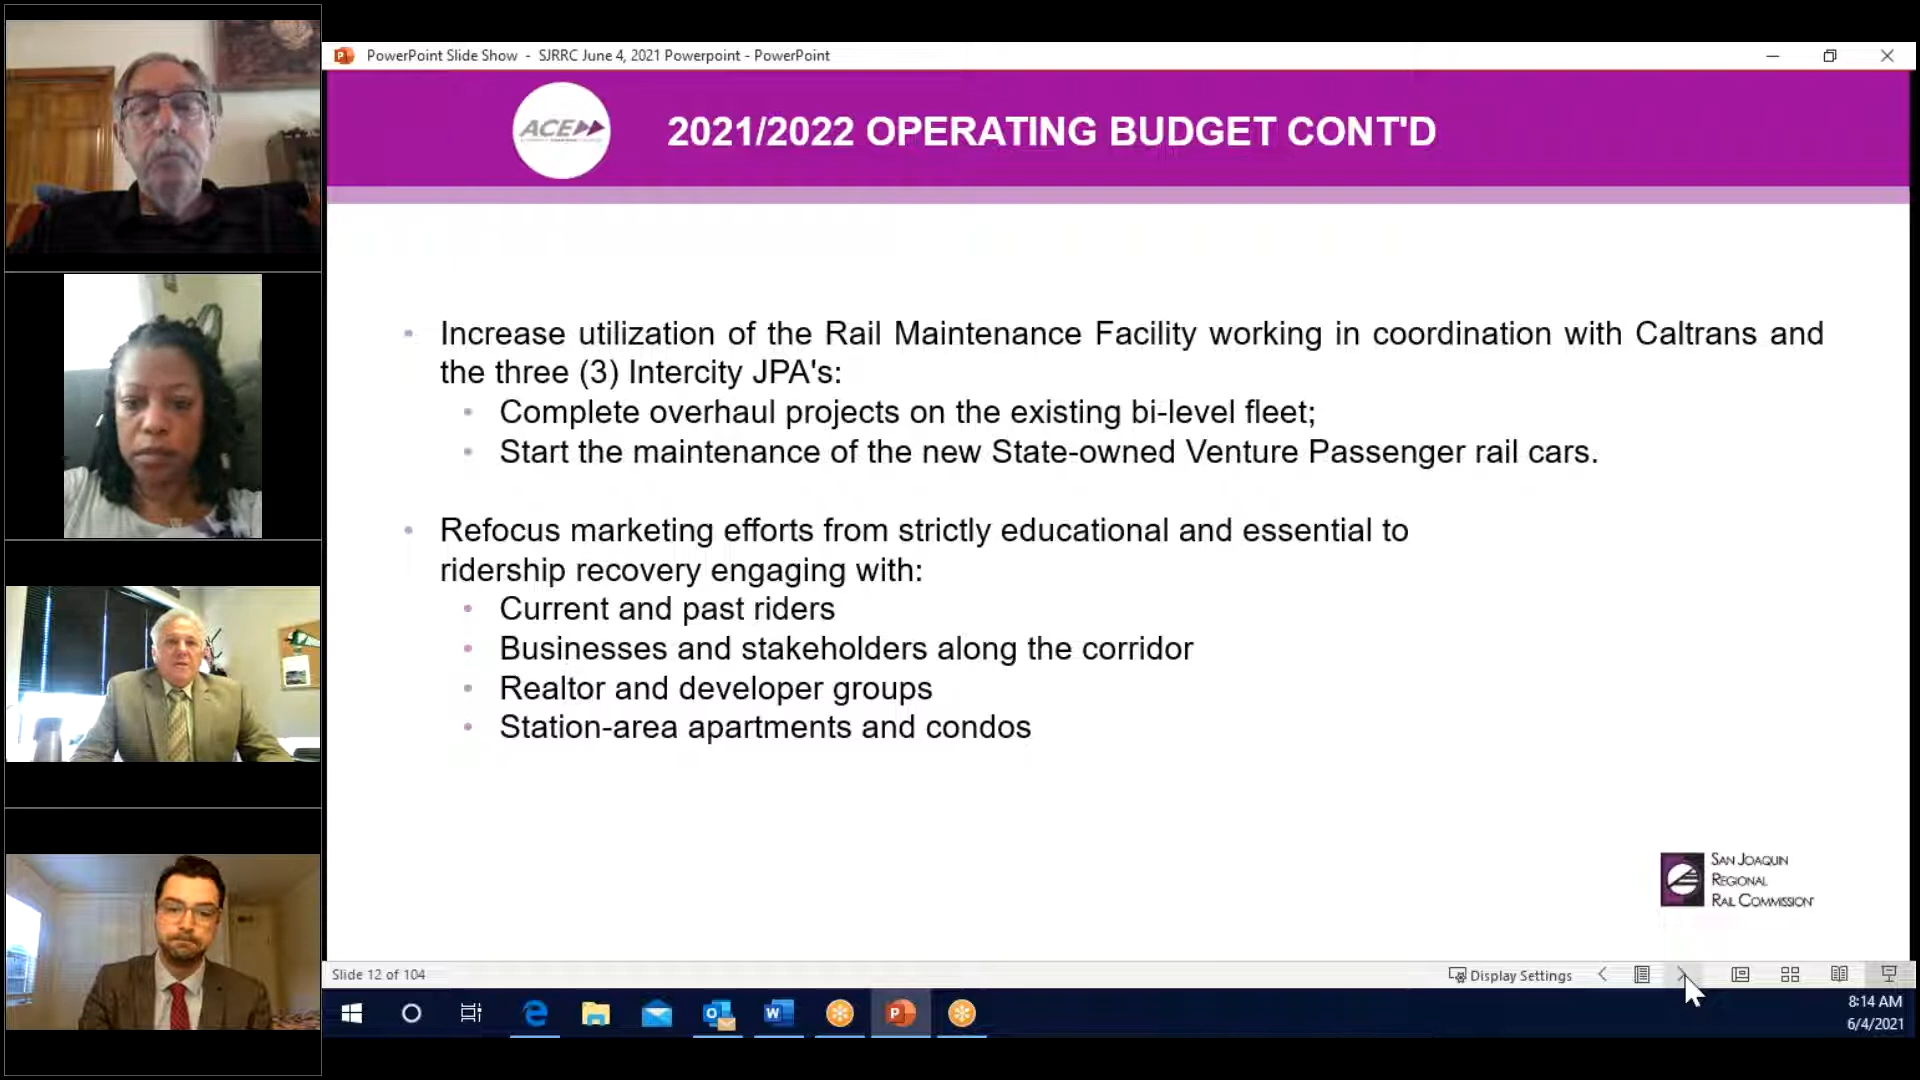 PowerPoint Slide Show - SJRRC June 4, 2021 Powerpoint - PowerPoint
ACE
2021/2022 OPERATING BUDGET CONT'D
Increase utilization of the Rail Maintenance Facility working in coordination with Caltrans and
the three (3) Intercity JPA's:
Complete overhaul projects on the existing bi-level fleet;
Start the maintenance of the new State-owned Venture Passenger rail cars.
Refocus marketing efforts from strictly educational and essential to
ridership recovery engaging with:
Current and past riders
Businesses and stakeholders along the corridor
Realtor and developer groups
Station-area apartments and condos
SAN JOAQUIN
REGIONAL
RAIL COMMISSION
Slide 12 of 104
Display Settings
8:14 AM
6/4/2021